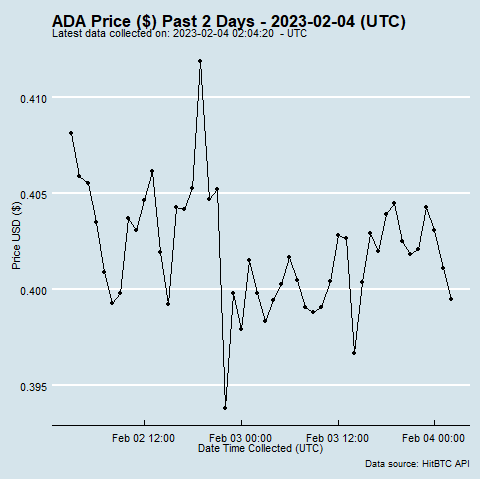 ADA Price ($) Past 2 Days - 2023-02-04 (UTC)
Latest data collected on: 2023-02-04 02:04:20  - UTC
0.410
0.405
0.400
0.395
Price USD ($)
Feb 02 12:00
Feb 03 00:00
Feb 03 12:00
Feb 04 00:00
Date Time Collected (UTC)
Data source: HitBTC API